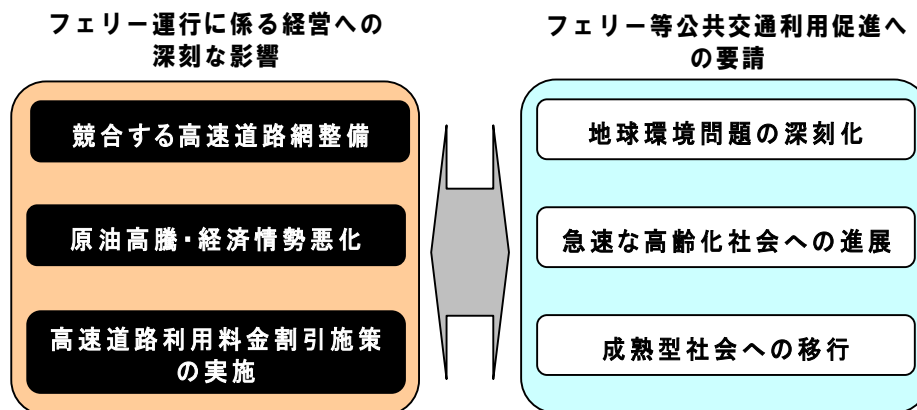 フェリー運行に係る経営への
深刻な影響
競合する高速道路網整備
原油高騰・経済情勢悪化
高速道路利用料金割引施策
の実施
フェリー等公共交通利用促進へ
の要請
地球環境問題の深刻化
急速な高齢化社会への進展
成熟型社会への移行